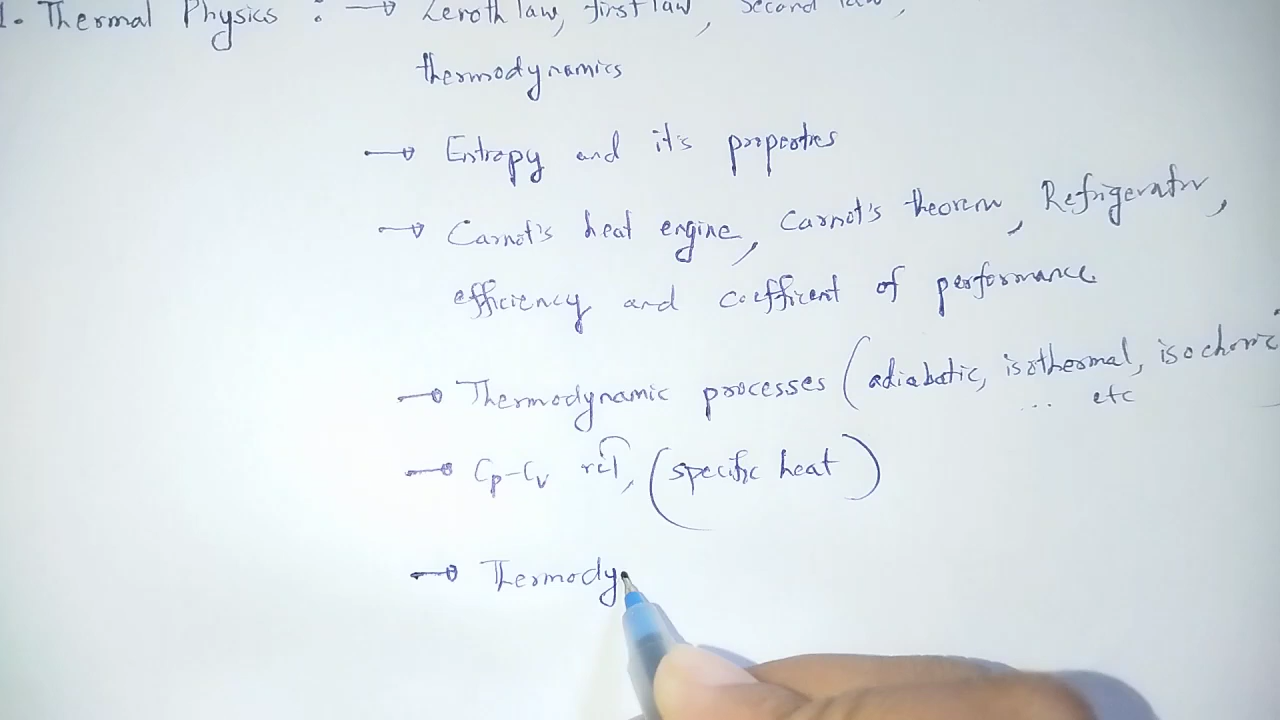 1. Thermal Physics : → Zeroth law, first law, Second law,
thermodynamics
→ Entropy and it's properties
→ Carnot's heat engine, Carnot's theorem, Refrigerator,
efficiency and coefficent of performance
→ Thermodynamic processes (adiabatic, isothermal, isochoric
... etc
→ Cp-Cv rel, (specific heat)
→ Thermody